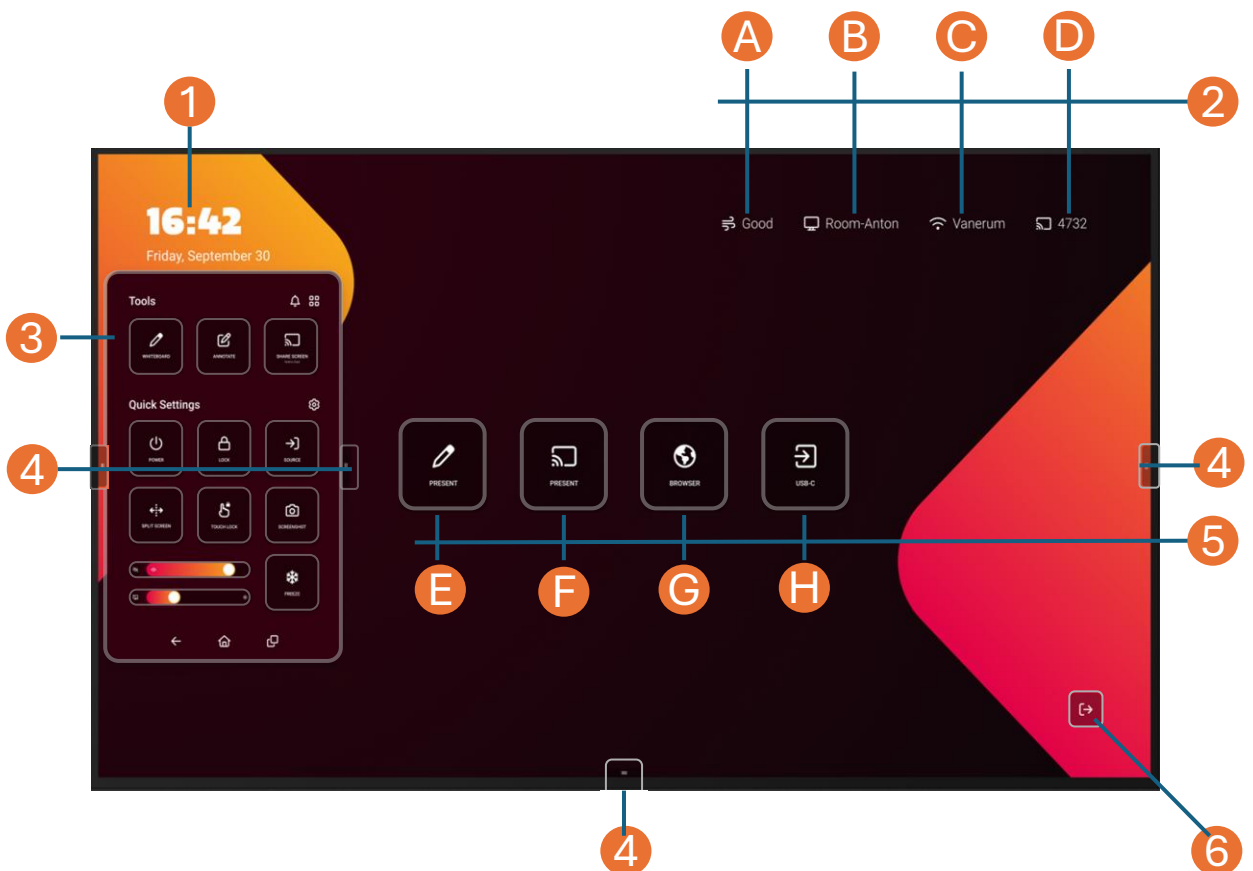 A B C D
1
2
16:42
Friday, September 30
Good Room-Anton Vanerum 4732
Tools
3
WHITEBOARD ANNOTATE SHARE SCREEN
Quick Settings
POWER LOCK SOURCE
4
4
PRESENT PRESENT BROWSER USB-C
SPLIT SCREEN TOUCH LOCK SCREENSHOT
5
E F G H
FREEZE
4
6